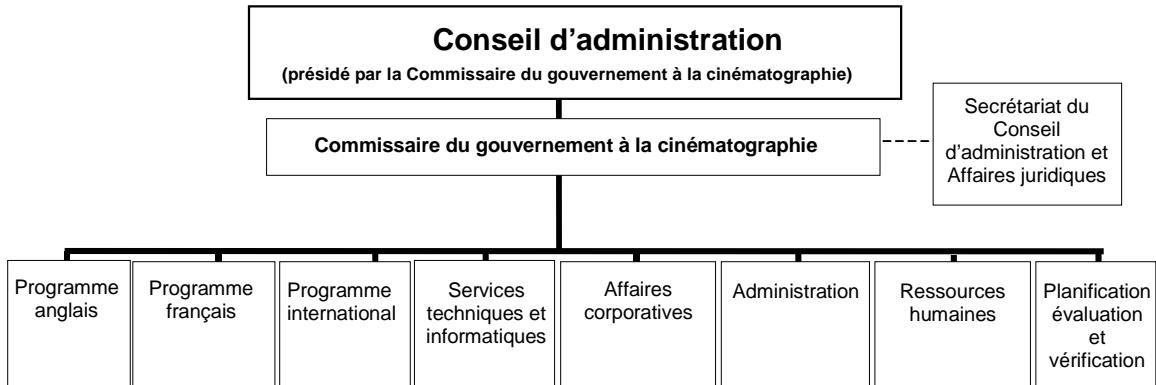 Conseil d'administration
(présidé par la Commissaire du gouvernement à la cinématographie)
Commissaire du gouvernement à la cinématographie
Secrétariat du
Conseil
d'administration et
Affaires juridiques
Programme
anglais
Programme
français
Programme
international
Services
techniques et
informatiques
Affaires
corporatives
Administration
Ressources
humaines
Planification
évaluation
et
vérification